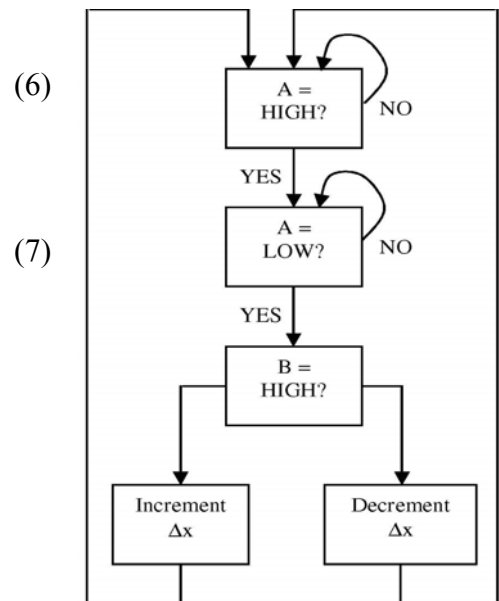 (6)
A =
HIGH?
NO
YES
(7)
A =
LOW?
NO
YES
B =
HIGH?
Increment
Δx
Decrement
Δx